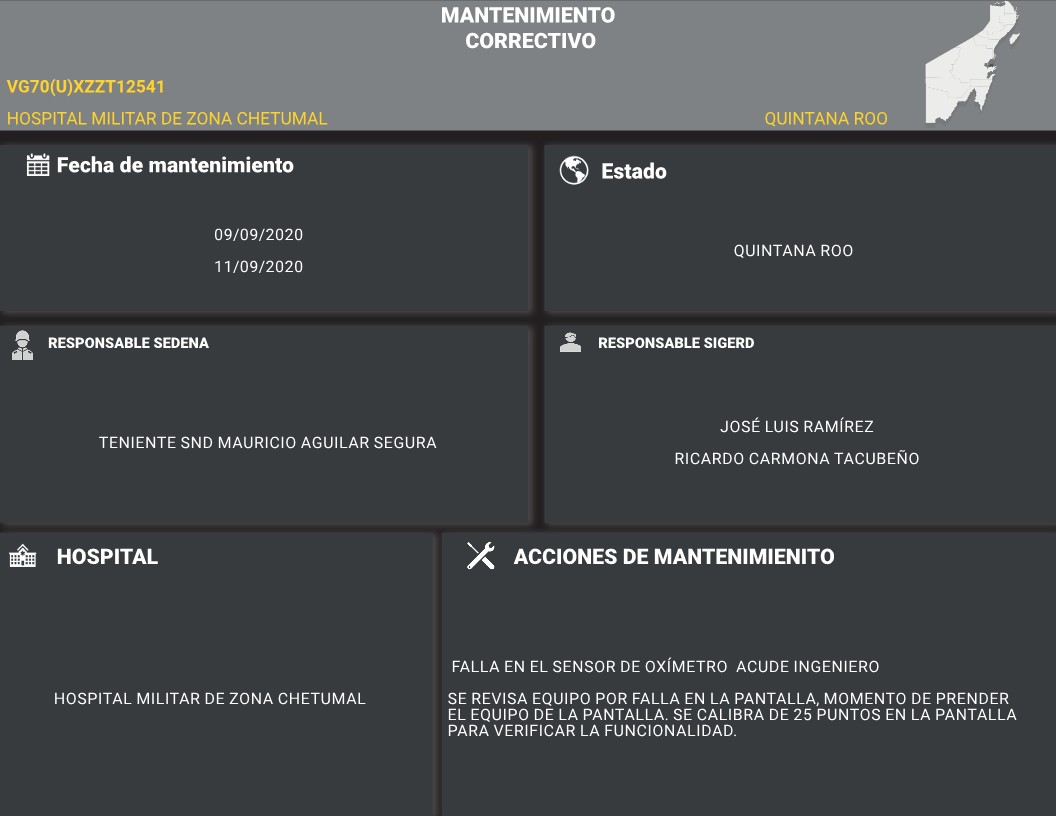 MANTENIMIENTO
CORRECTIVO
VG70(U)XZZT12541
HOSPITAL MILITAR DE ZONA CHETUMAL
QUINTANA ROO
Fecha de mantenimiento
09/09/2020
11/09/2020
Estado
QUINTANA ROO
RESPONSABLE SEDENA
TENIENTE SND MAURICIO AGUILAR SEGURA
RESPONSABLE SIGERD
JOSÉ LUIS RAMÍREZ
RICARDO CARMONA TACUBEÑO
HOSPITAL
HOSPITAL MILITAR DE ZONA CHETUMAL
ACCIONES DE MANTENIMIENITO
FALLA EN EL SENSOR DE OXÍMETRO ACUDE INGENIERO
SE REVISA EQUIPO POR FALLA EN LA PANTALLA, MOMENTO DE PRENDER
EL EQUIPO DE LA PANTALLA. SE CALIBRA DE 25 PUNTOS EN LA PANTALLA
PARA VERIFICAR LA FUNCIONALIDAD.